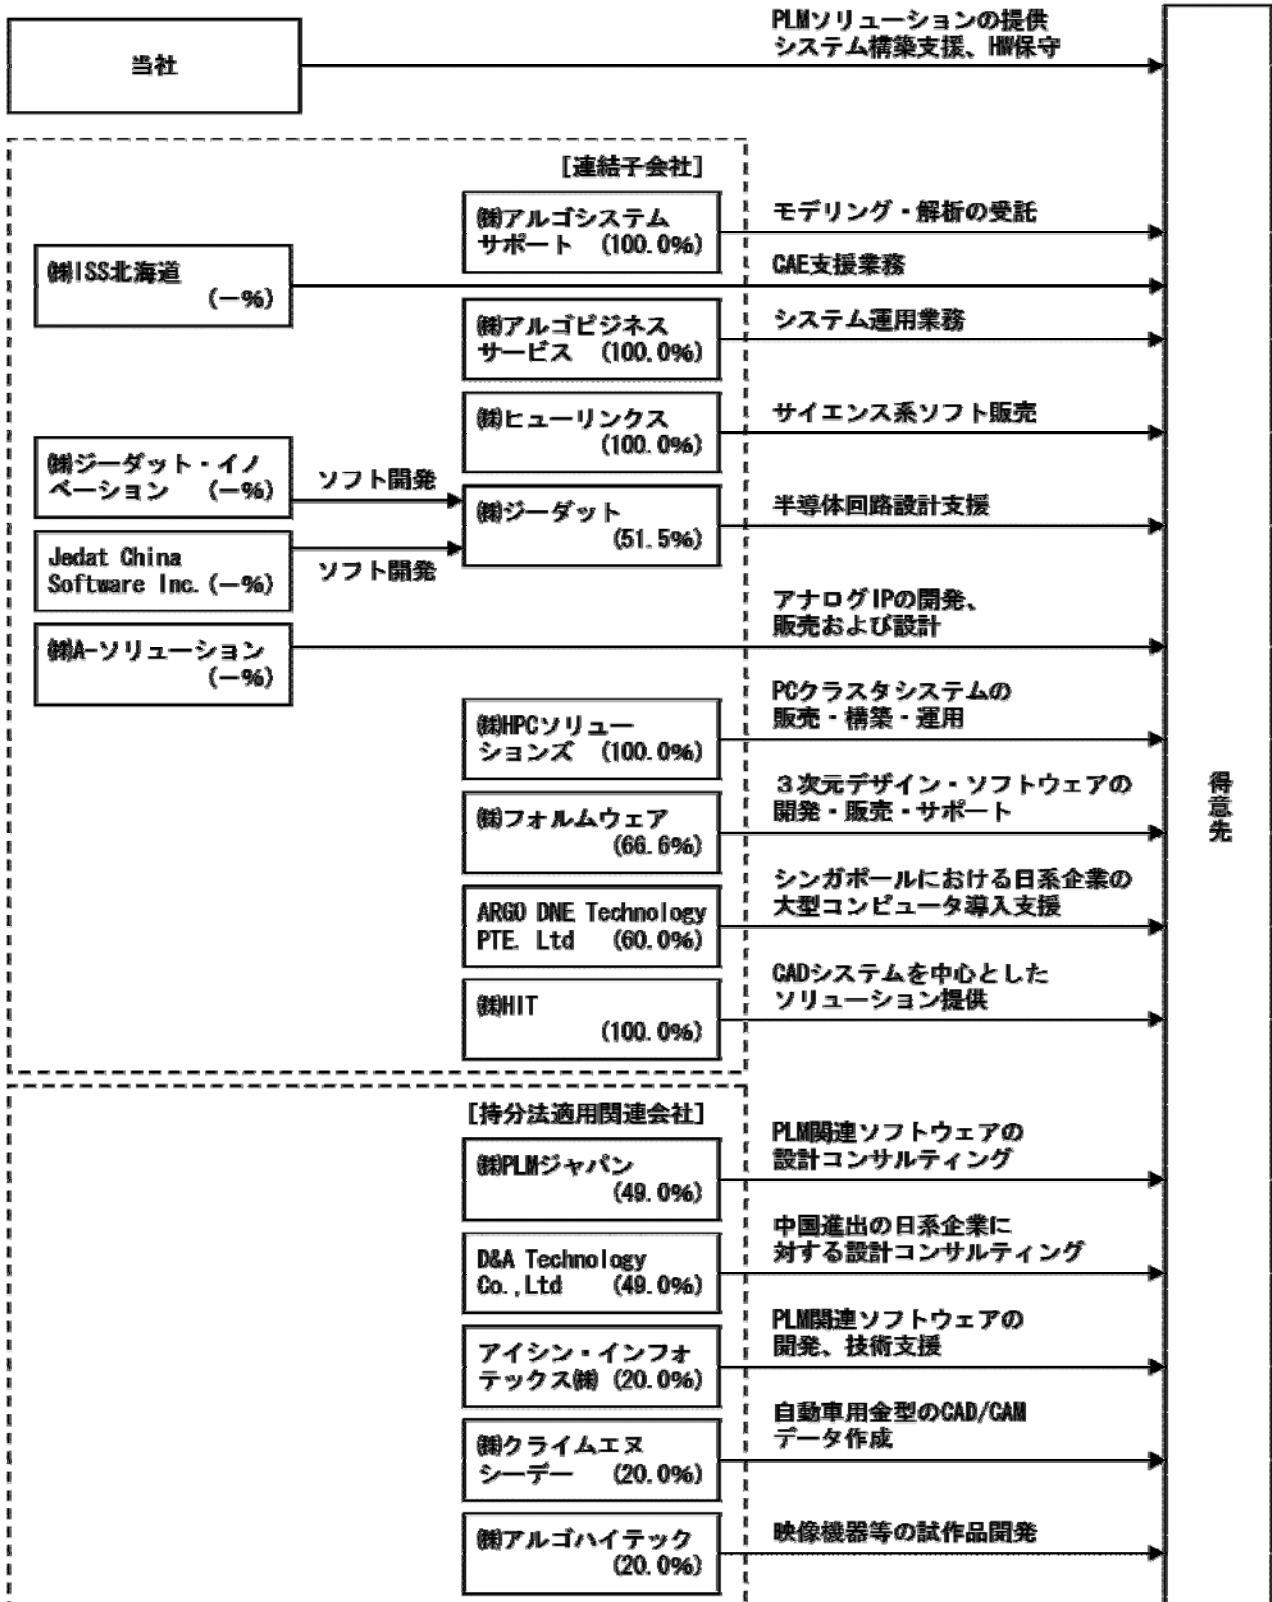 当社
PLMソリューションの提供
システム構築支援、HW保守
[連結子会社]
㈱アルゴシステム
サポート (100.0%)
モデリング・解析の受託
㈱ISS北海道
(－%)
CAE支援業務
㈱アルゴビジネス
サービス (100.0%)
システム運用業務
㈱ヒューリンクス
(100.0%)
サイエンス系ソフト販売
㈱ジーダット・イノ
ベーション (－%)
ソフト開発
㈱ジーダット
(51.5%)
半導体回路設計支援
Jedat China
Software Inc.(－%)
ソフト開発
㈱A-ソリューション
(－%)
アナログIPの開発、
販売および設計
㈱HPCソリュー
ションズ (100.0%)
PCクラスタシステムの
販売・構築・運用
㈱フォルムウェア
(66.6%)
３次元デザイン・ソフトウェアの
開発・販売・サポート
ARGO DNE Technology
PTE. Ltd (60.0%)
シンガポールにおける日系企業の
大型コンピュータ導入支援
㈱HIT
(100.0%)
CADシステムを中心とした
ソリューション提供
得意先
[持分法適用関連会社]
㈱PLMジャパン
(49.0%)
PLM関連ソフトウェアの
設計コンサルティング
D&A Technology
Co.,Ltd (49.0%)
中国進出の日系企業に
対する設計コンサルティング
アイシン・インフォ
テックス㈱ (20.0%)
PLM関連ソフトウェアの
開発、技術支援
㈱クライムエヌ
シーデー (20.0%)
自動車用金型のCAD/CAM
データ作成
㈱アルゴハイテック
(20.0%)
映像機器等の試作品開発